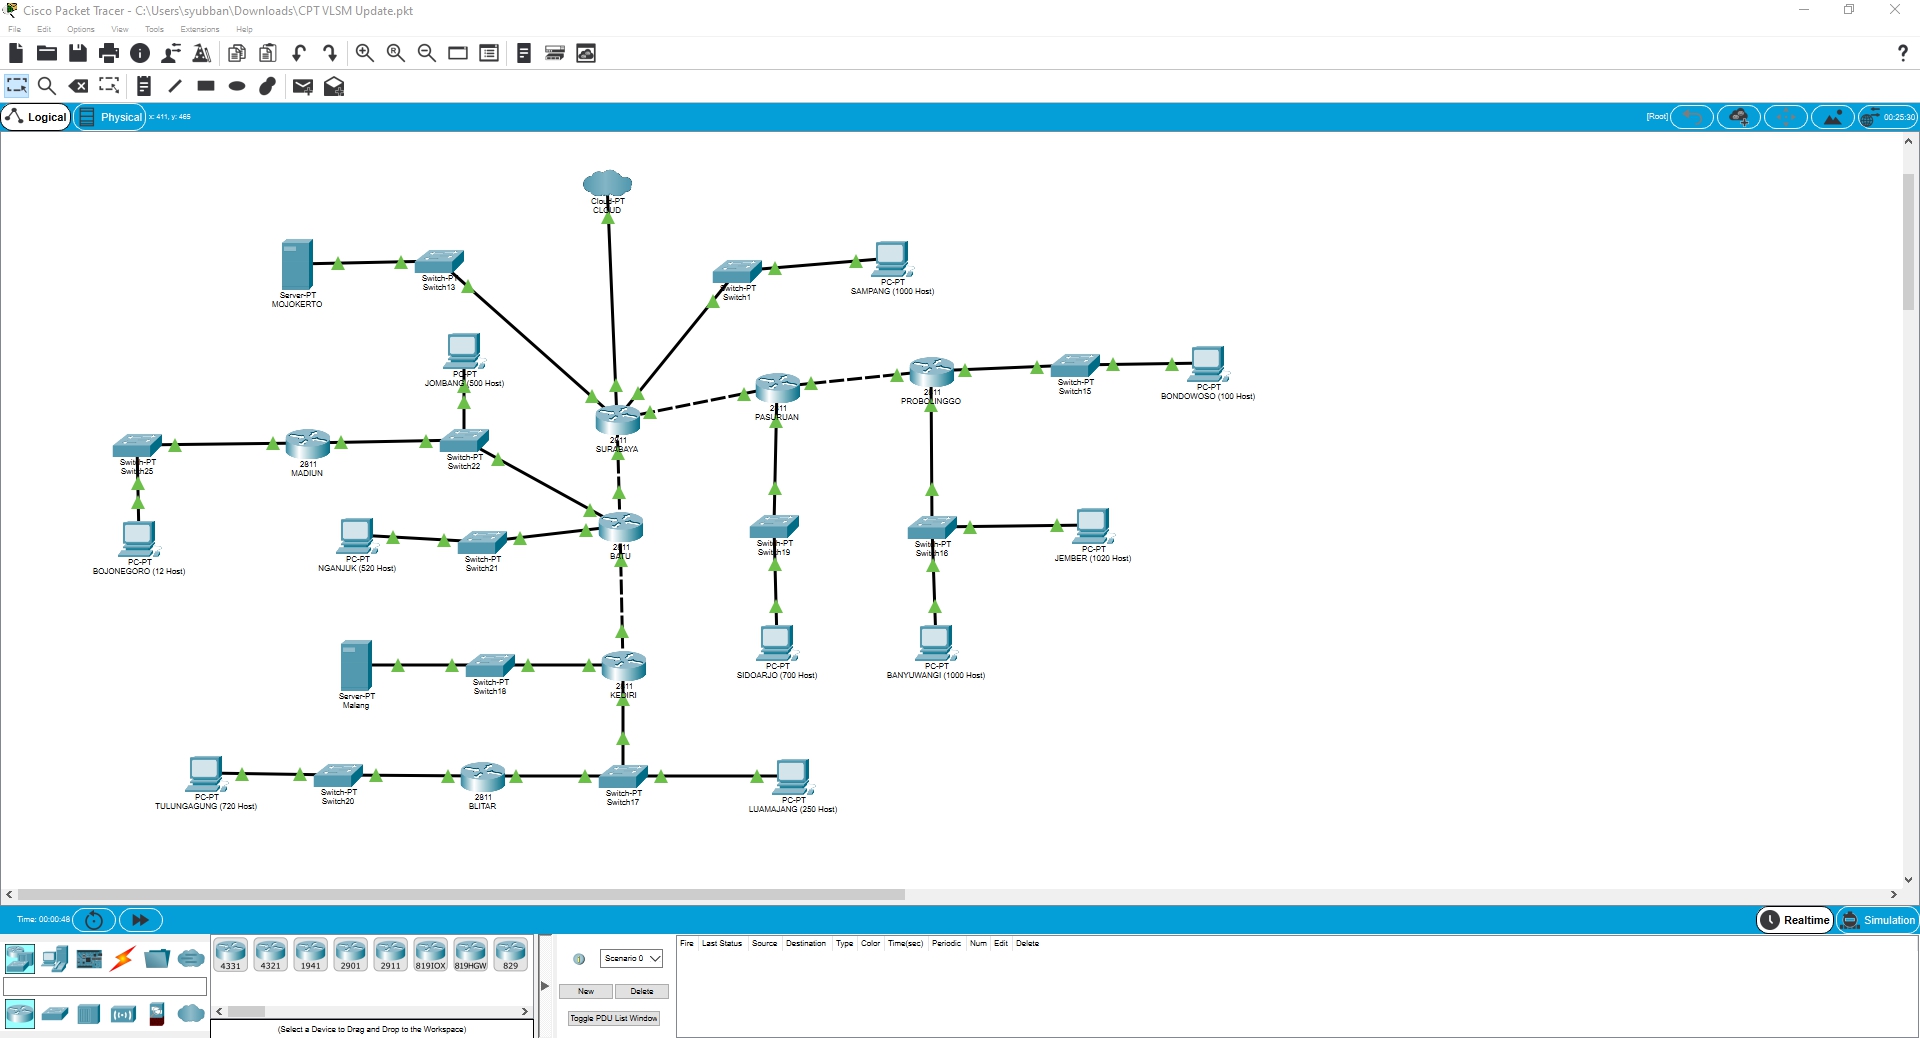 Cisco Packet Tracer - C:\Users\syubban\Downloads\CPT VLSM Update.pkt
File Edit Options View Tools Extensions Help
Logical
Physical
x: 411, y: 465
[Root]
00:25:30
Cloud-PT
CLOUD
Server-PT
MOJOKERTO
Switch-PT
Switch13
Switch-PT
Switch1
PC-PT
SAMPANG (1000 Host)
PC-PT
JOMBANG (500 Host)
2811
SURABAYA
2811
PASURUAN
2811
PROBOLINGGO
Switch-PT
Switch15
PC-PT
BONDOWOSO (100 Host)
Switch-PT
Switch25
2811
MADIUN
Switch-PT
Switch22
PC-PT
BOJONEGORO (12 Host)
PC-PT
NGANJUK (520 Host)
Switch-PT
Switch21
2811
BATU
Switch-PT
Switch19
Switch-PT
Switch16
PC-PT
JEMBER (1020 Host)
Server-PT
Malang
Switch-PT
Switch18
2811
KEDIRI
PC-PT
SIDOARJO (700 Host)
PC-PT
BANYUWANGI (1000 Host)
PC-PT
TULUNGAGUNG (720 Host)
Switch-PT
Switch20
2811
BLITAR
Switch-PT
Switch17
PC-PT
LUAMAJANG (250 Host)
Time: 00:00:48
Realtime
Simulation
4331 4321 1941 2901 2911 819IOX 819HGW 829
(Select a Device to Drag and Drop to the Workspace)
Scenario 0
New
Delete
Toggle PDU List Window
Fire Last Status Source Destination Type Color Time(sec) Periodic Num Edit Delete